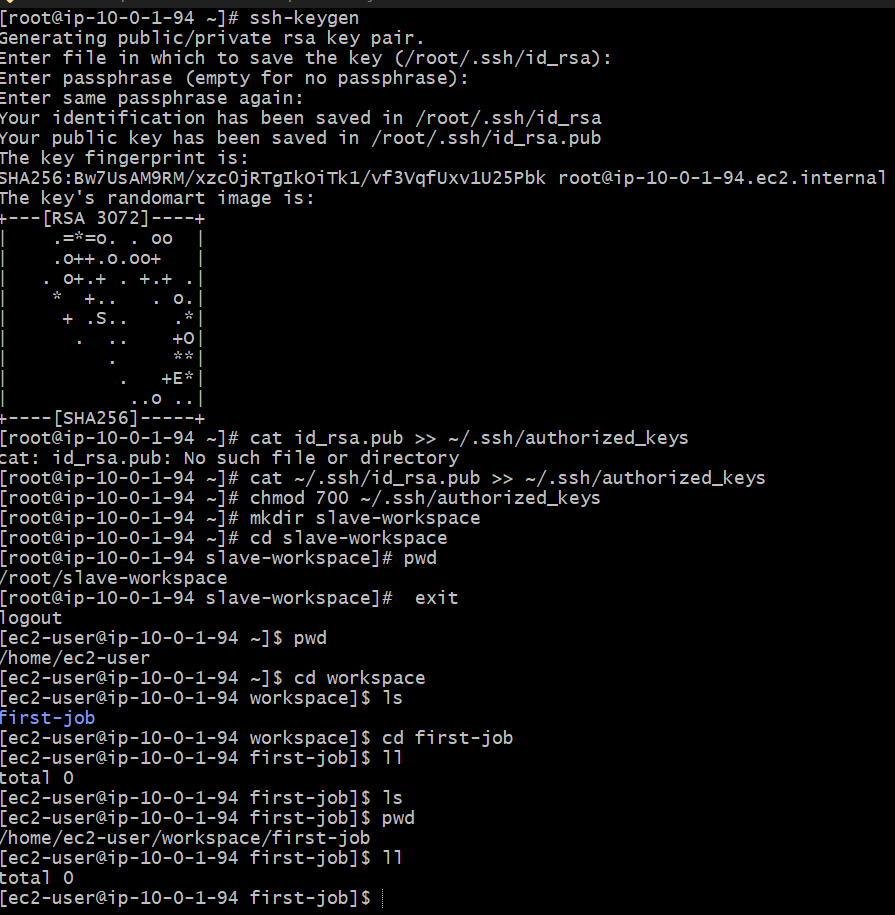 [root@ip-10-0-1-94 ~]# ssh-keygen
Generating public/private rsa key pair.
Enter file in which to save the key (/root/.ssh/id_rsa):
Enter passphrase (empty for no passphrase):
Enter same passphrase again:
Your identification has been saved in /root/.ssh/id_rsa
Your public key has been saved in /root/.ssh/id_rsa.pub
The key fingerprint is:
SHA256:Bw7UsAM9RM/xzcOjRTgIkOiTk1/vf3VqfUxv1U25Pbk root@ip-10-0-1-94.ec2.internal
The key's randomart image is:
+---[RSA 3072]----+
|    .=*=o. . oo  |
|    .o++.o.oo+   |
|   . o+.+ . +.+ .|
|    *  +..   . o.|
|     + .S..    .*|
|      .  ..    +O|
|         .     **|
|          .   +E*|
|           ..o ..|
+----[SHA256]-----+
[root@ip-10-0-1-94 ~]# cat id_rsa.pub >> ~/.ssh/authorized_keys
cat: id_rsa.pub: No such file or directory
[root@ip-10-0-1-94 ~]# cat ~/.ssh/id_rsa.pub >> ~/.ssh/authorized_keys
[root@ip-10-0-1-94 ~]# chmod 700 ~/.ssh/authorized_keys
[root@ip-10-0-1-94 ~]# mkdir slave-workspace
[root@ip-10-0-1-94 ~]# cd slave-workspace
[root@ip-10-0-1-94 slave-workspace]# pwd
/root/slave-workspace
[root@ip-10-0-1-94 slave-workspace]#  exit
logout
[ec2-user@ip-10-0-1-94 ~]$ pwd
/home/ec2-user
[ec2-user@ip-10-0-1-94 ~]$ cd workspace
[ec2-user@ip-10-0-1-94 workspace]$ ls
first-job
[ec2-user@ip-10-0-1-94 workspace]$ cd first-job
[ec2-user@ip-10-0-1-94 first-job]$ ll
total 0
[ec2-user@ip-10-0-1-94 first-job]$ ls
[ec2-user@ip-10-0-1-94 first-job]$ pwd
/home/ec2-user/workspace/first-job
[ec2-user@ip-10-0-1-94 first-job]$ ll
total 0
[ec2-user@ip-10-0-1-94 first-job]$